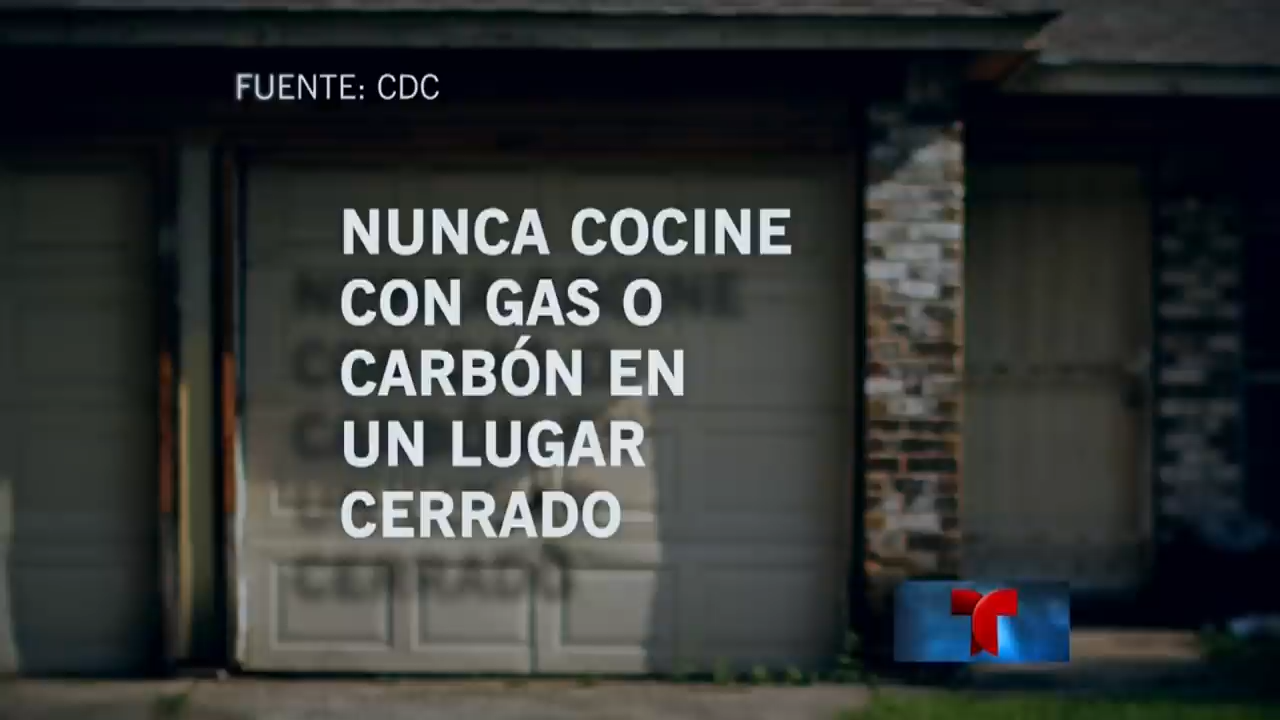 FUENTE: CDC
NUNCA COCINE
CON GAS O
CARBÓN EN
UN LUGAR
CERRADO